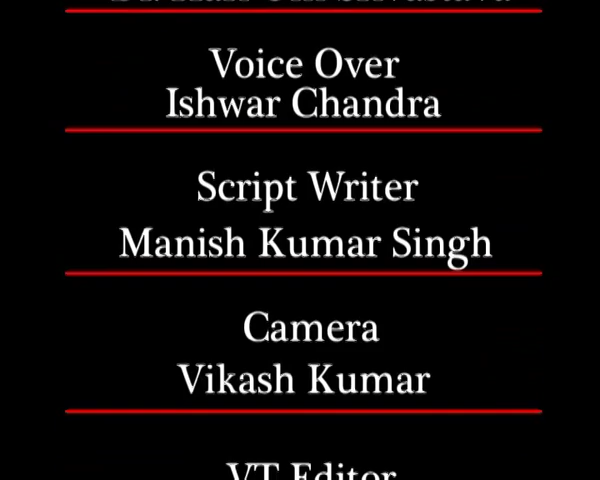 Voice Over
Ishwar Chandra
Script Writer
Manish Kumar Singh
Camera
Vikash Kumar
VT Editor